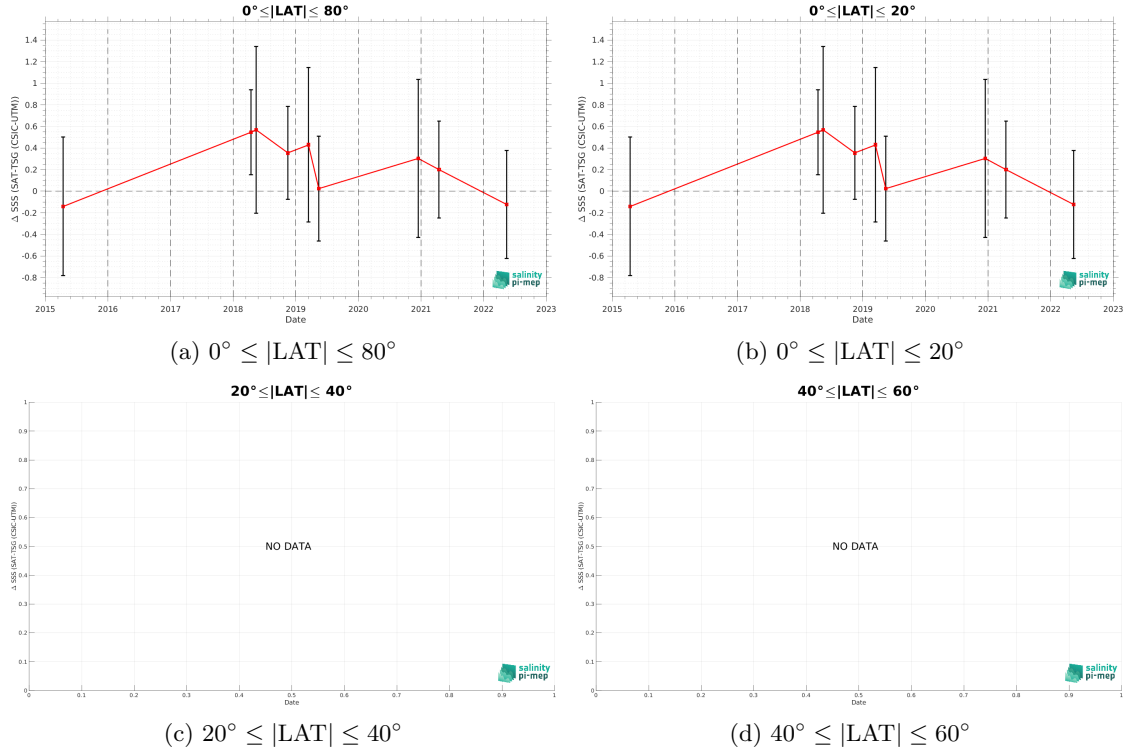 0°≤|LAT|≤ 80°
Δ SSS (SAT-TSG (CSIC-UTM))
1.4
1.2
1
0.8
0.6
0.4
0.2
0
-0.2
-0.4
-0.6
-0.8
2015 2016 2017 2018 2019 2020 2021 2022 2023
Date
salinity
pi-mep
(a) 0° ≤ |LAT| ≤ 80°
0°≤|LAT|≤ 20°
Δ SSS (SAT-TSG (CSIC-UTM))
1.4
1.2
1
0.8
0.6
0.4
0.2
0
-0.2
-0.4
-0.6
-0.8
2015 2016 2017 2018 2019 2020 2021 2022 2023
Date
salinity
pi-mep
(b) 0° ≤ |LAT| ≤ 20°
20°≤|LAT|≤ 40°
Δ SSS (SAT-TSG (CSIC-UTM))
1
0.9
0.8
0.7
0.6
0.5
0.4
0.3
0.2
0.1
0
NO DATA
0 0.1 0.2 0.3 0.4 0.5 0.6 0.7 0.8 0.9 1
Date
salinity
pi-mep
(c) 20° ≤ |LAT| ≤ 40°
40°≤|LAT|≤ 60°
Δ SSS (SAT-TSG (CSIC-UTM))
1
0.9
0.8
0.7
0.6
0.5
0.4
0.3
0.2
0.1
0
NO DATA
0 0.1 0.2 0.3 0.4 0.5 0.6 0.7 0.8 0.9 1
Date
salinity
pi-mep
(d) 40° ≤ |LAT| ≤ 60°